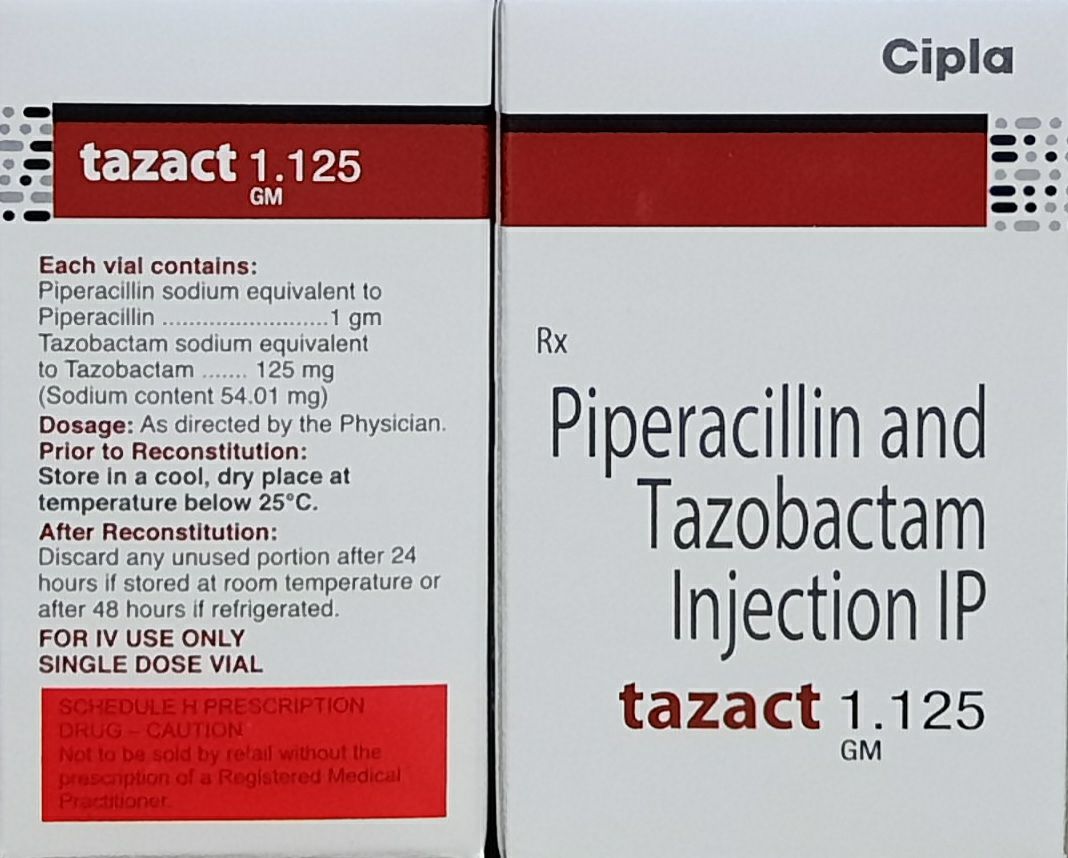 tazact 1.125
GM
Each vial contains:
Piperacillin sodium equivalent to
Piperacillin .........................1 gm
Tazobactam sodium equivalent
to Tazobactam ....... 125 mg
(Sodium content 54.01 mg)
Dosage: As directed by the Physician.
Prior to Reconstitution:
Store in a cool, dry place at
temperature below 25°C.
After Reconstitution:
Discard any unused portion after 24
hours if stored at room temperature or
after 48 hours if refrigerated.
FOR IV USE ONLY
SINGLE DOSE VIAL
SCHEDULE H PRESCRIPTION
DRUG – CAUTION
Not to be sold by retail without the
prescription of a Registered Medical
Practitioner.
Cipla
Rx
Piperacillin and
Tazobactam
Injection IP
tazact 1.125
GM